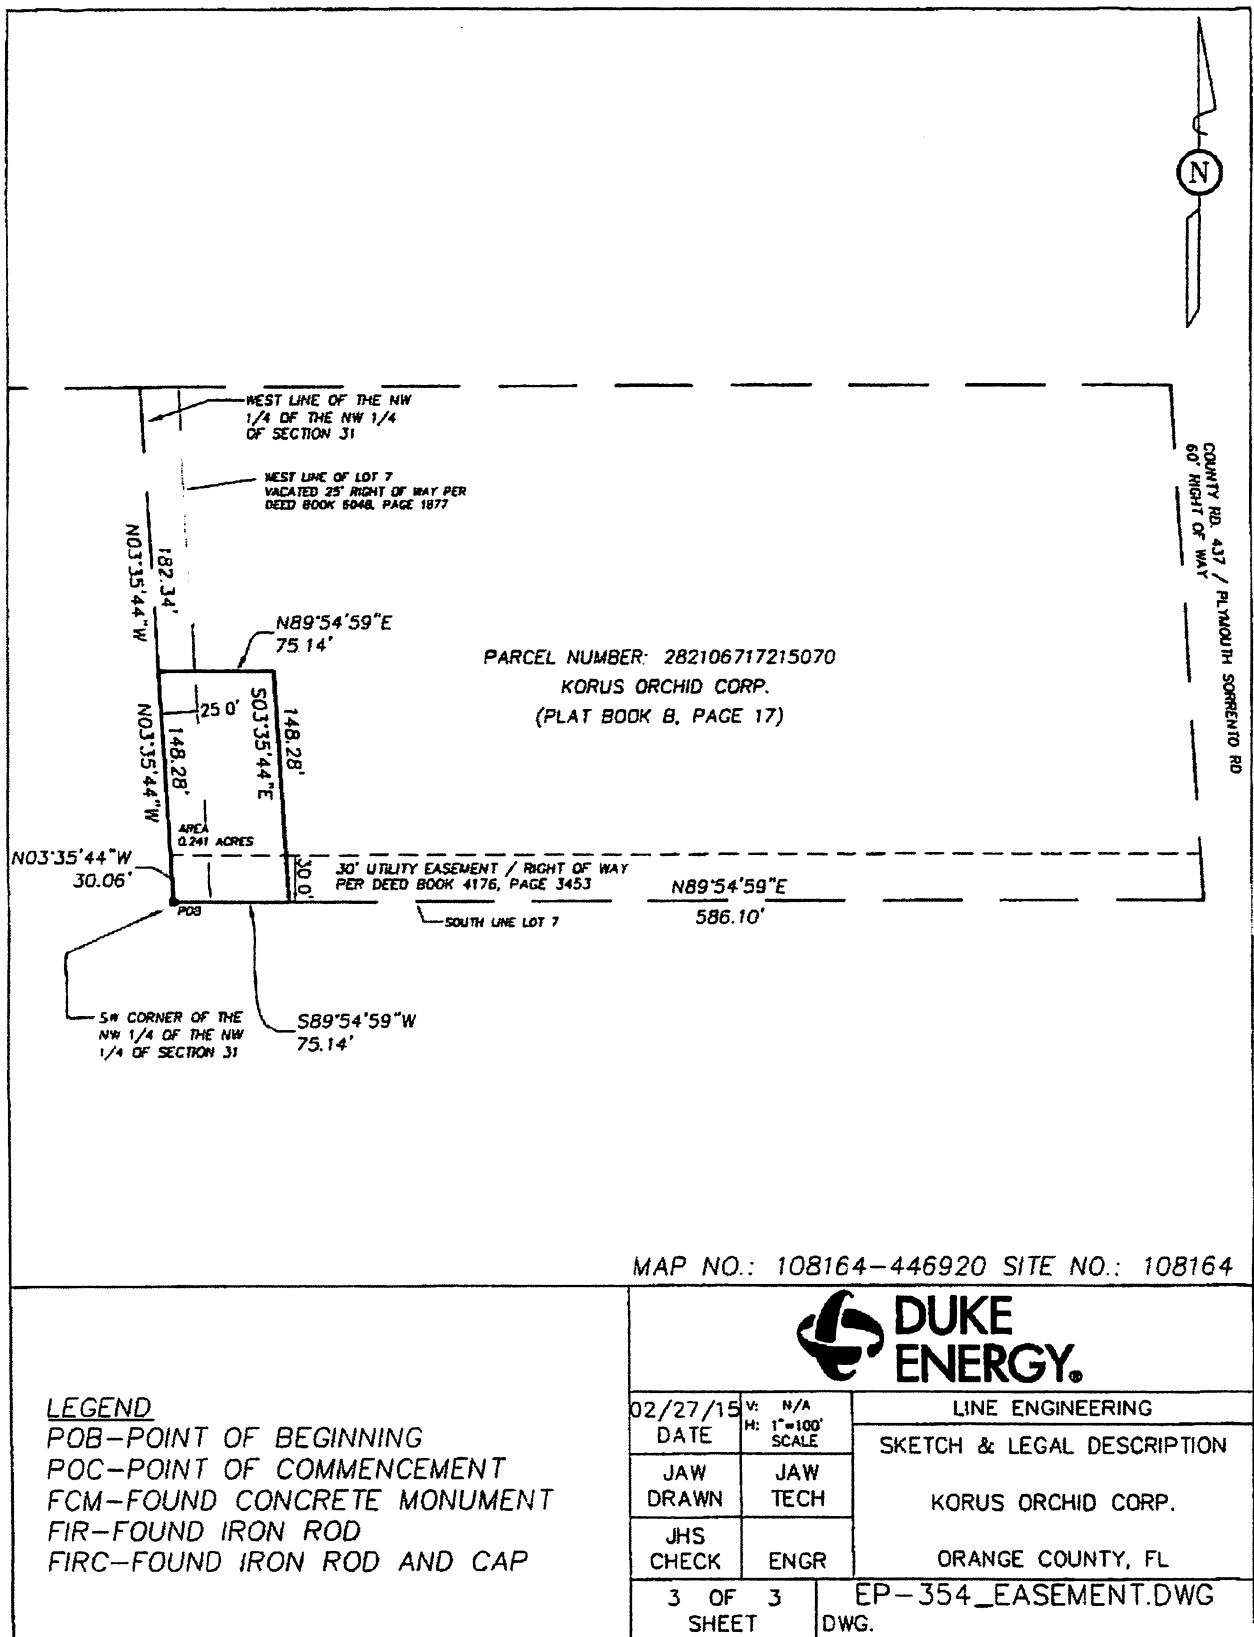 N
WEST LINE OF THE NW
1/4 OF THE NW 1/4
OF SECTION 31
WEST LINE OF LOT 7
VACATED 25' RIGHT OF WAY PER
DEED BOOK 6048, PAGE 1877
COUNTY RD. 437 / PLYMOUTH SORRENTO RD
60' RIGHT OF WAY
N03°35'44"W
182.34'
N89°54'59"E
75.14'
PARCEL NUMBER: 282106717215070
KORUS ORCHID CORP.
(PLAT BOOK B, PAGE 17)
25.0'
S03°35'44"E
148.28'
N03°35'44"W
148.28'
AREA
0.241 ACRES
N03°35'44"W
30.06'
30.0'
30' UTILITY EASEMENT / RIGHT OF WAY
PER DEED BOOK 4176, PAGE 3453
N89°54'59"E
586.10'
POB
SOUTH LINE LOT 7
SW CORNER OF THE
NW 1/4 OF THE NW
1/4 OF SECTION 31
S89°54'59"W
75.14'
MAP NO.: 108164-446920 SITE NO.: 108164
LEGEND
POB-POINT OF BEGINNING
POC-POINT OF COMMENCEMENT
FCM-FOUND CONCRETE MONUMENT
FIR-FOUND IRON ROD
FIRC-FOUND IRON ROD AND CAP
DUKE
ENERGY®
02/27/15
DATE
V: N/A
H: 1"=100'
SCALE
LINE ENGINEERING
SKETCH & LEGAL DESCRIPTION
JAW
DRAWN
JAW
TECH
KORUS ORCHID CORP.
JHS
CHECK
ENGR
ORANGE COUNTY, FL
3 OF 3
SHEET
EP-354_EASEMENT.DWG
DWG.